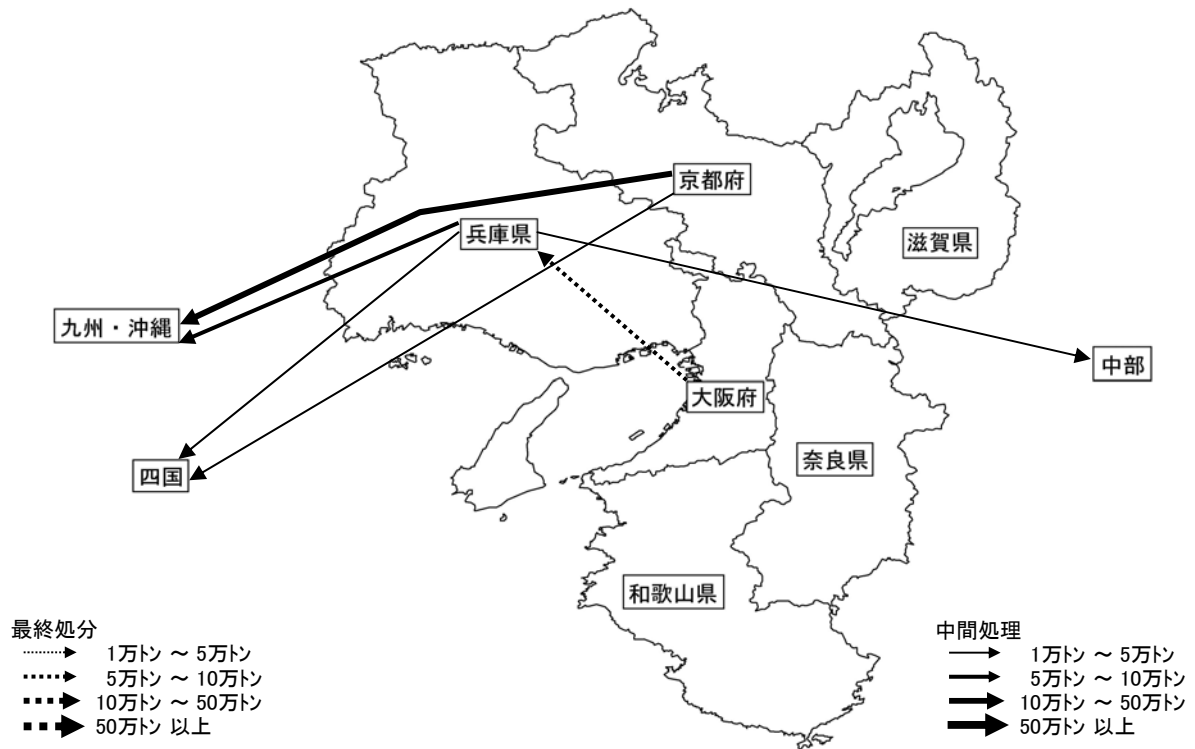 京都府
兵庫県
滋賀県
九州・沖縄
中部
大阪府
奈良県
四国
和歌山県
最終処分
1万トン ～ 5万トン
5万トン ～ 10万トン
10万トン ～ 50万トン
50万トン 以上
中間処理
1万トン ～ 5万トン
5万トン ～ 10万トン
10万トン ～ 50万トン
50万トン 以上